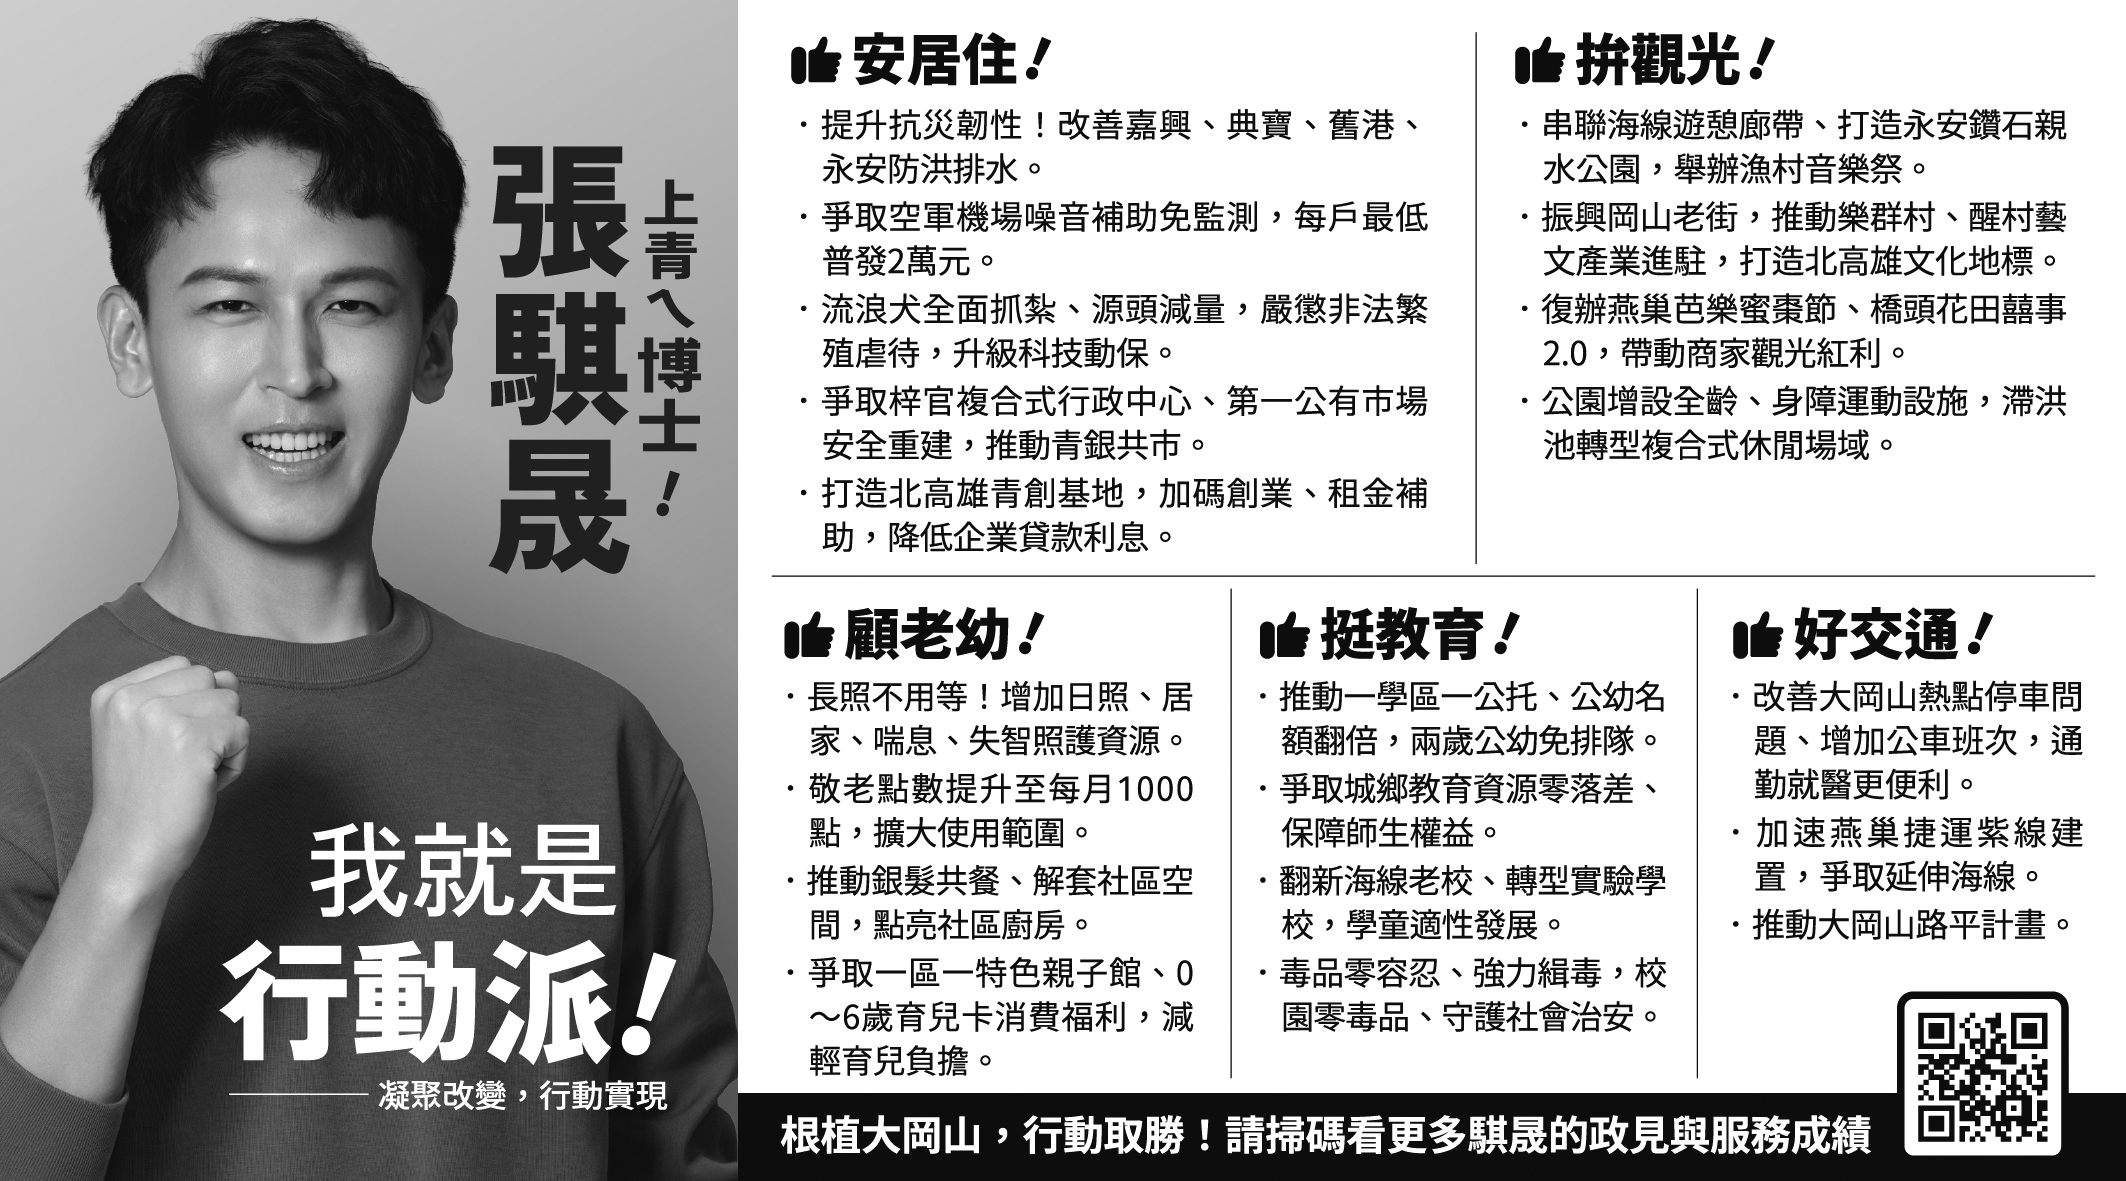 上青ㄟ博士!
張騏晟
我就是
行動派!
凝聚改變，行動實現
安居住!
・提升抗災韌性！改善嘉興、典寶、舊港、
永安防洪排水。
・爭取空軍機場噪音補助免監測，每戶最低
普發2萬元。
・流浪犬全面抓紮、源頭減量，嚴懲非法繁
殖虐待，升級科技動保。
・爭取梓官複合式行政中心、第一公有市場
安全重建，推動青銀共市。
・打造北高雄青創基地，加碼創業、租金補
助，降低企業貸款利息。
拚觀光!
・串聯海線遊憩廊帶、打造永安鑽石親
水公園，舉辦漁村音樂祭。
・振興岡山老街，推動樂群村、醒村藝
文產業進駐，打造北高雄文化地標。
・復辦燕巢芭樂蜜棗節、橋頭花田囍事
2.0，帶動商家觀光紅利。
・公園增設全齡、身障運動設施，滯洪
池轉型複合式休閒場域。
顧老幼!
・長照不用等！增加日照、居
家、喘息、失智照護資源。
・敬老點數提升至每月1000
點，擴大使用範圍。
・推動銀髮共餐、解套社區空
間，點亮社區廚房。
・爭取一區一特色親子館、0
～6歲育兒卡消費福利，減
輕育兒負擔。
挺教育!
・推動一學區一公托、公幼名
額翻倍，兩歲公幼免排隊。
・爭取城鄉教育資源零落差、
保障師生權益。
・翻新海線老校、轉型實驗學
校，學童適性發展。
・毒品零容忍、強力緝毒，校
園零毒品、守護社會治安。
好交通!
・改善大岡山熱點停車問
題、增加公車班次，通
勤就醫更便利。
・加速燕巢捷運紫線建
置，爭取延伸海線。
・推動大岡山路平計畫。
根植大岡山，行動取勝！請掃碼看更多騏晟的政見與服務成績